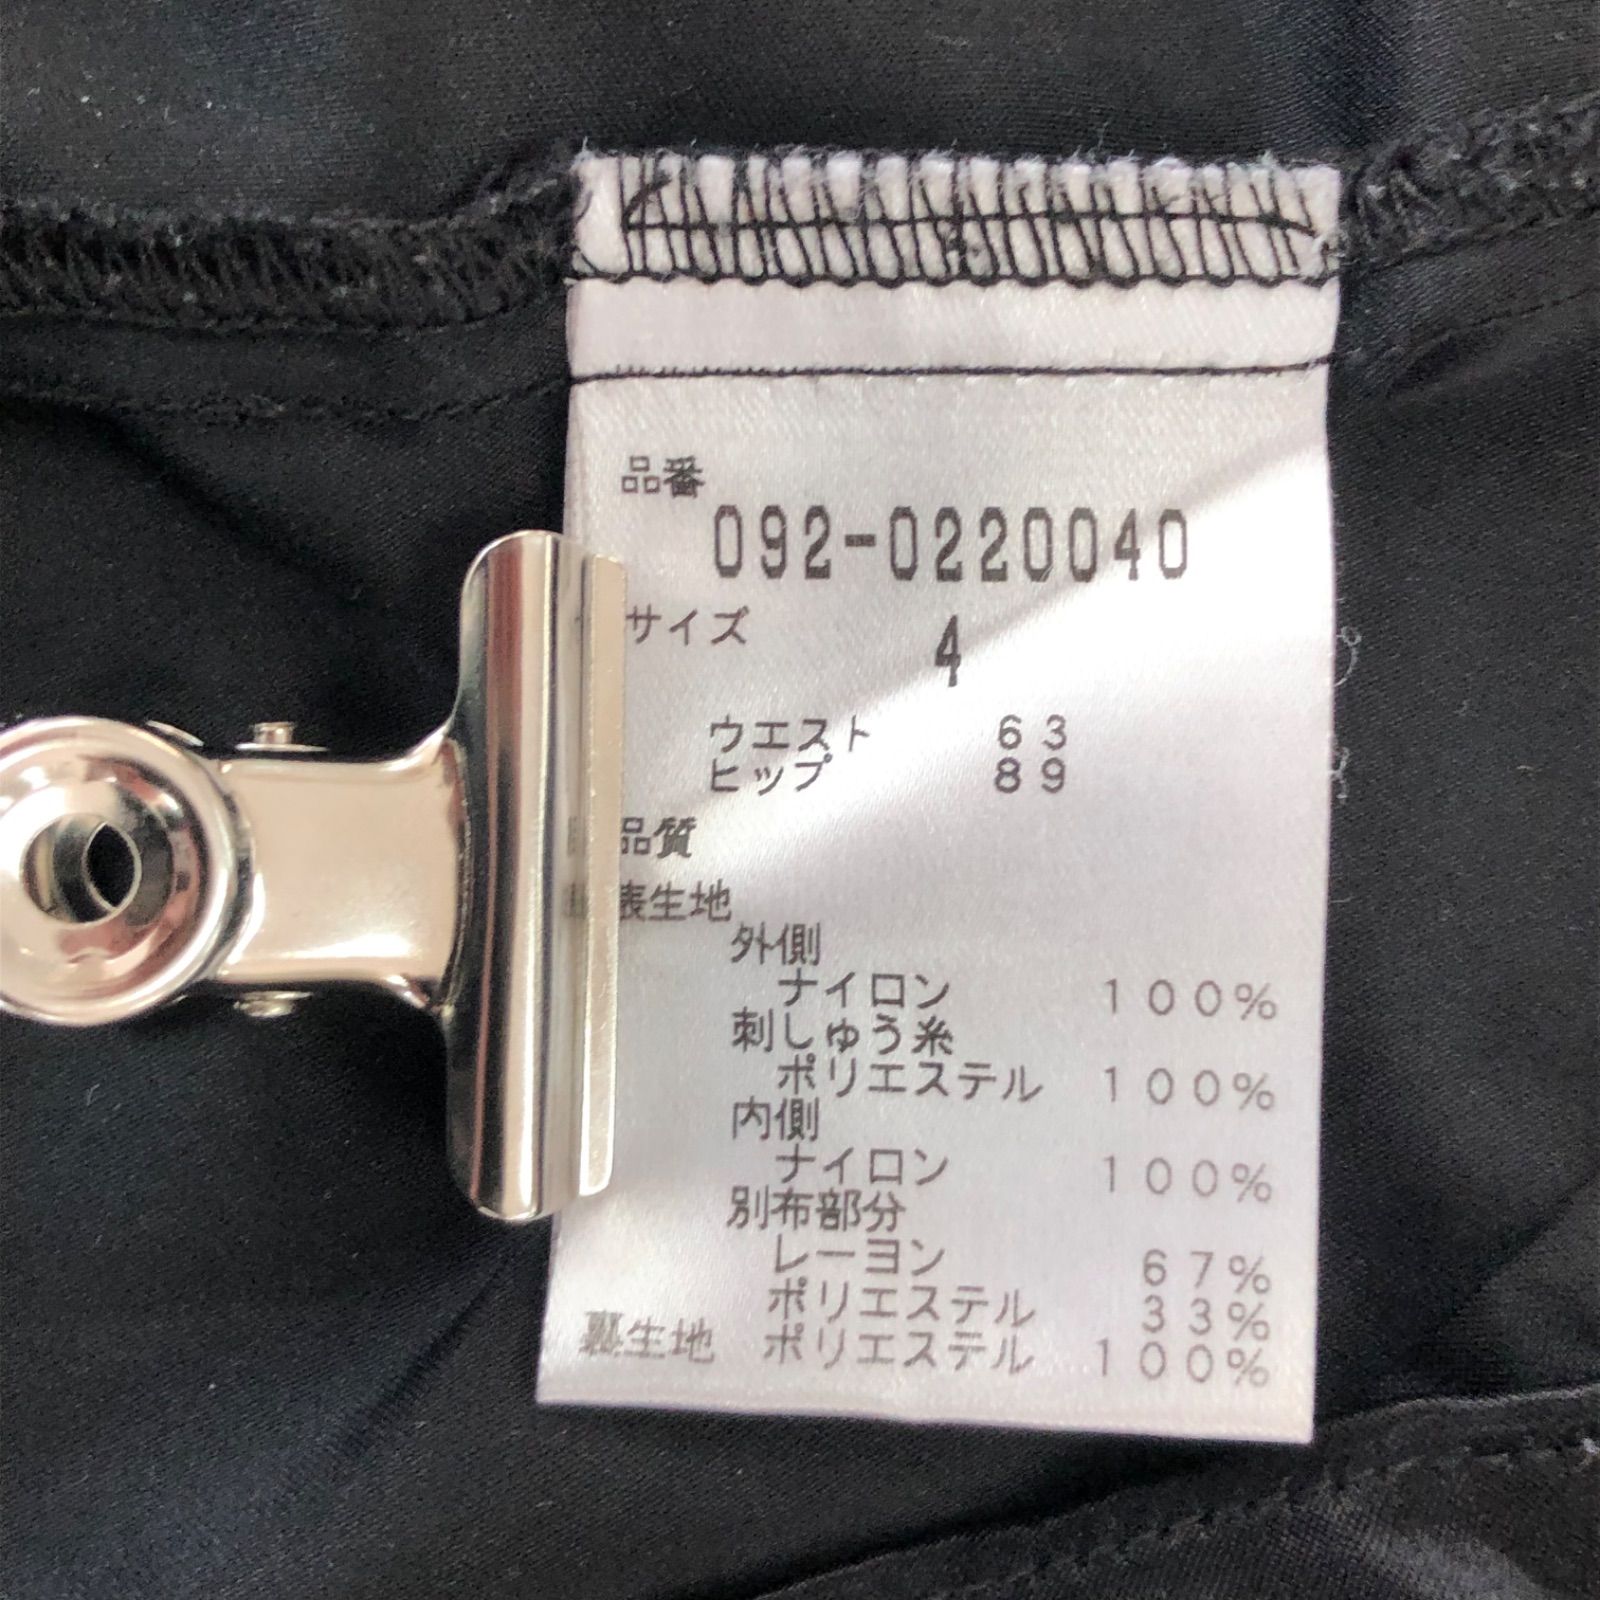 品番
092-0220040
サイズ 4
ウエスト 63
ヒップ 89
品質
表生地
外側
ナイロン 100%
刺しゅう糸
ポリエステル 100%
内側
ナイロン 100%
別布部分
レーヨン 67%
ポリエステル 33%
裏生地 ポリエステル 100%